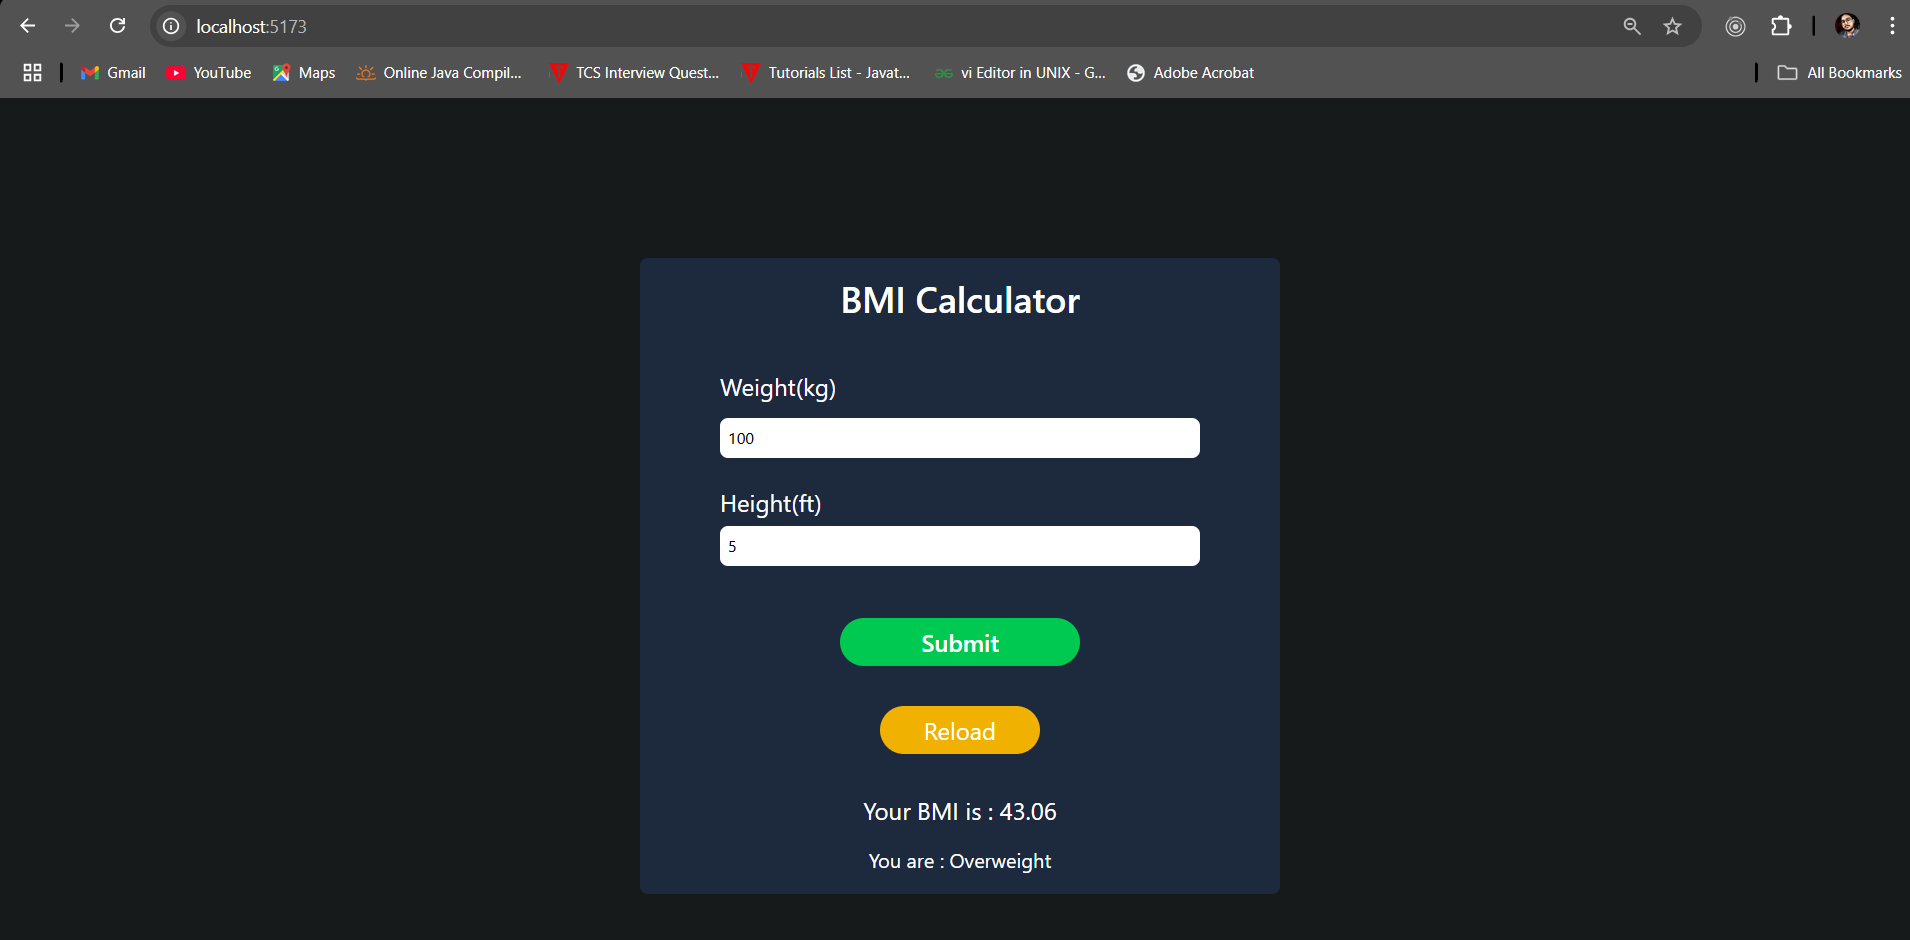 localhost:5173
Gmail YouTube Maps Online Java Compil... TCS Interview Quest... Tutorials List - Javat... vi Editor in UNIX - G... Adobe Acrobat All Bookmarks
BMI Calculator
Weight(kg)
100
Height(ft)
5
Submit
Reload
Your BMI is : 43.06
You are : Overweight